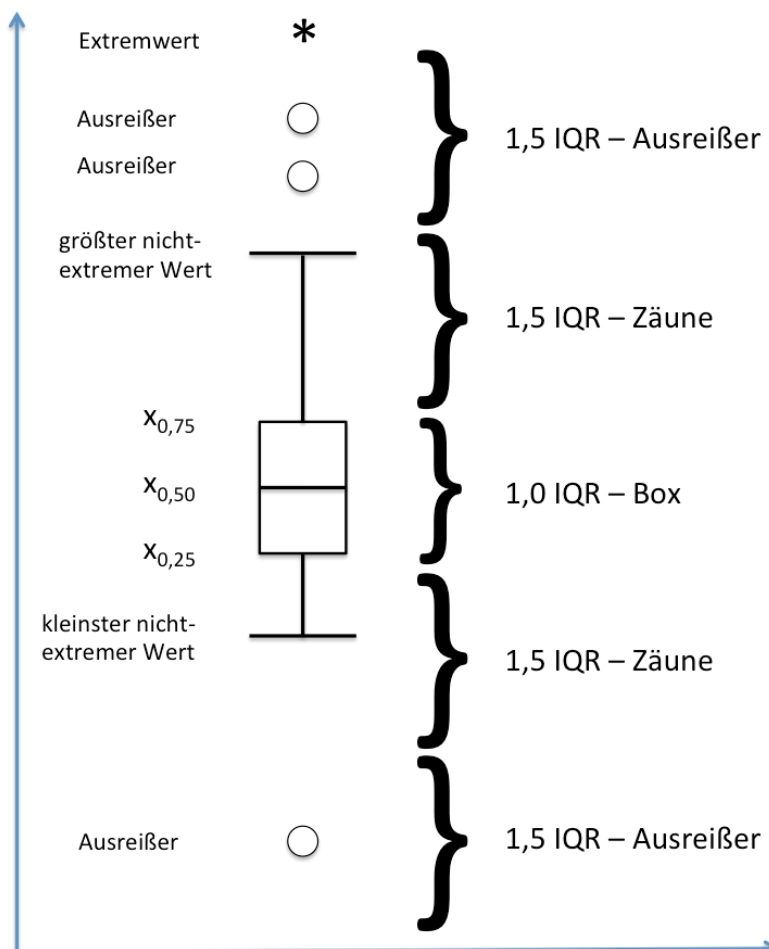 Extremwert *
Ausreißer
1,5 IQR – Ausreißer
Ausreißer
größter nicht-
extremer Wert
1,5 IQR – Zäune
x0,75
x0,50
1,0 IQR – Box
x0,25
kleinster nicht-
extremer Wert
1,5 IQR – Zäune
Ausreißer
1,5 IQR – Ausreißer